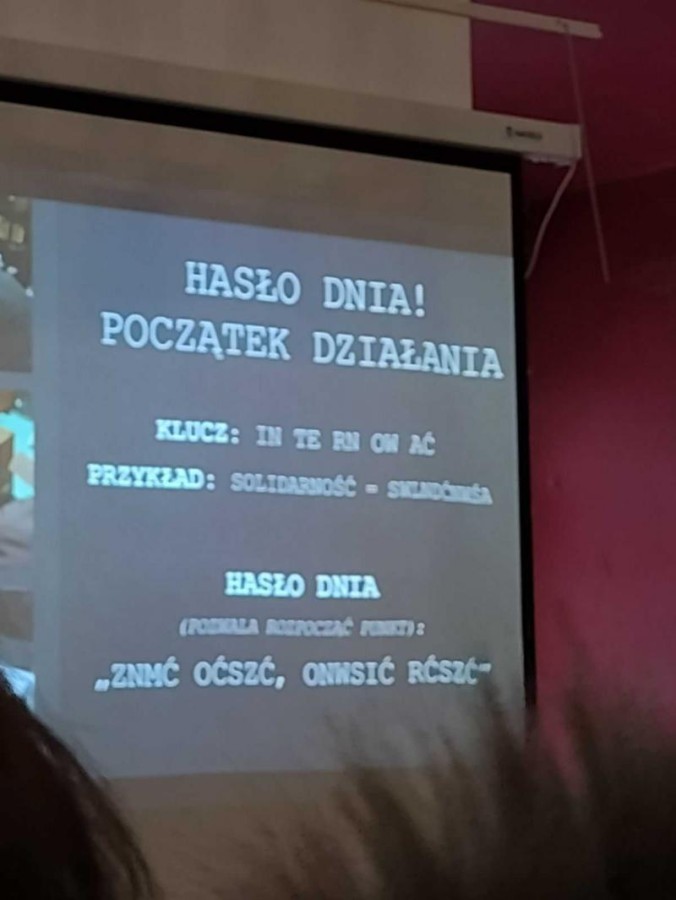 HASŁO DNIA!
POCZĄTEK DZIAŁANIA
KLUCZ: IN TE RN OW AĆ
PRZYKŁAD: SOLIDARNOŚĆ =
HASŁO DNIA
(POZWALA ROZPOCZĄĆ PUNKT):
„ZNMĆ OĆSZĆ, ONWSIĆ RĆSZĆ”